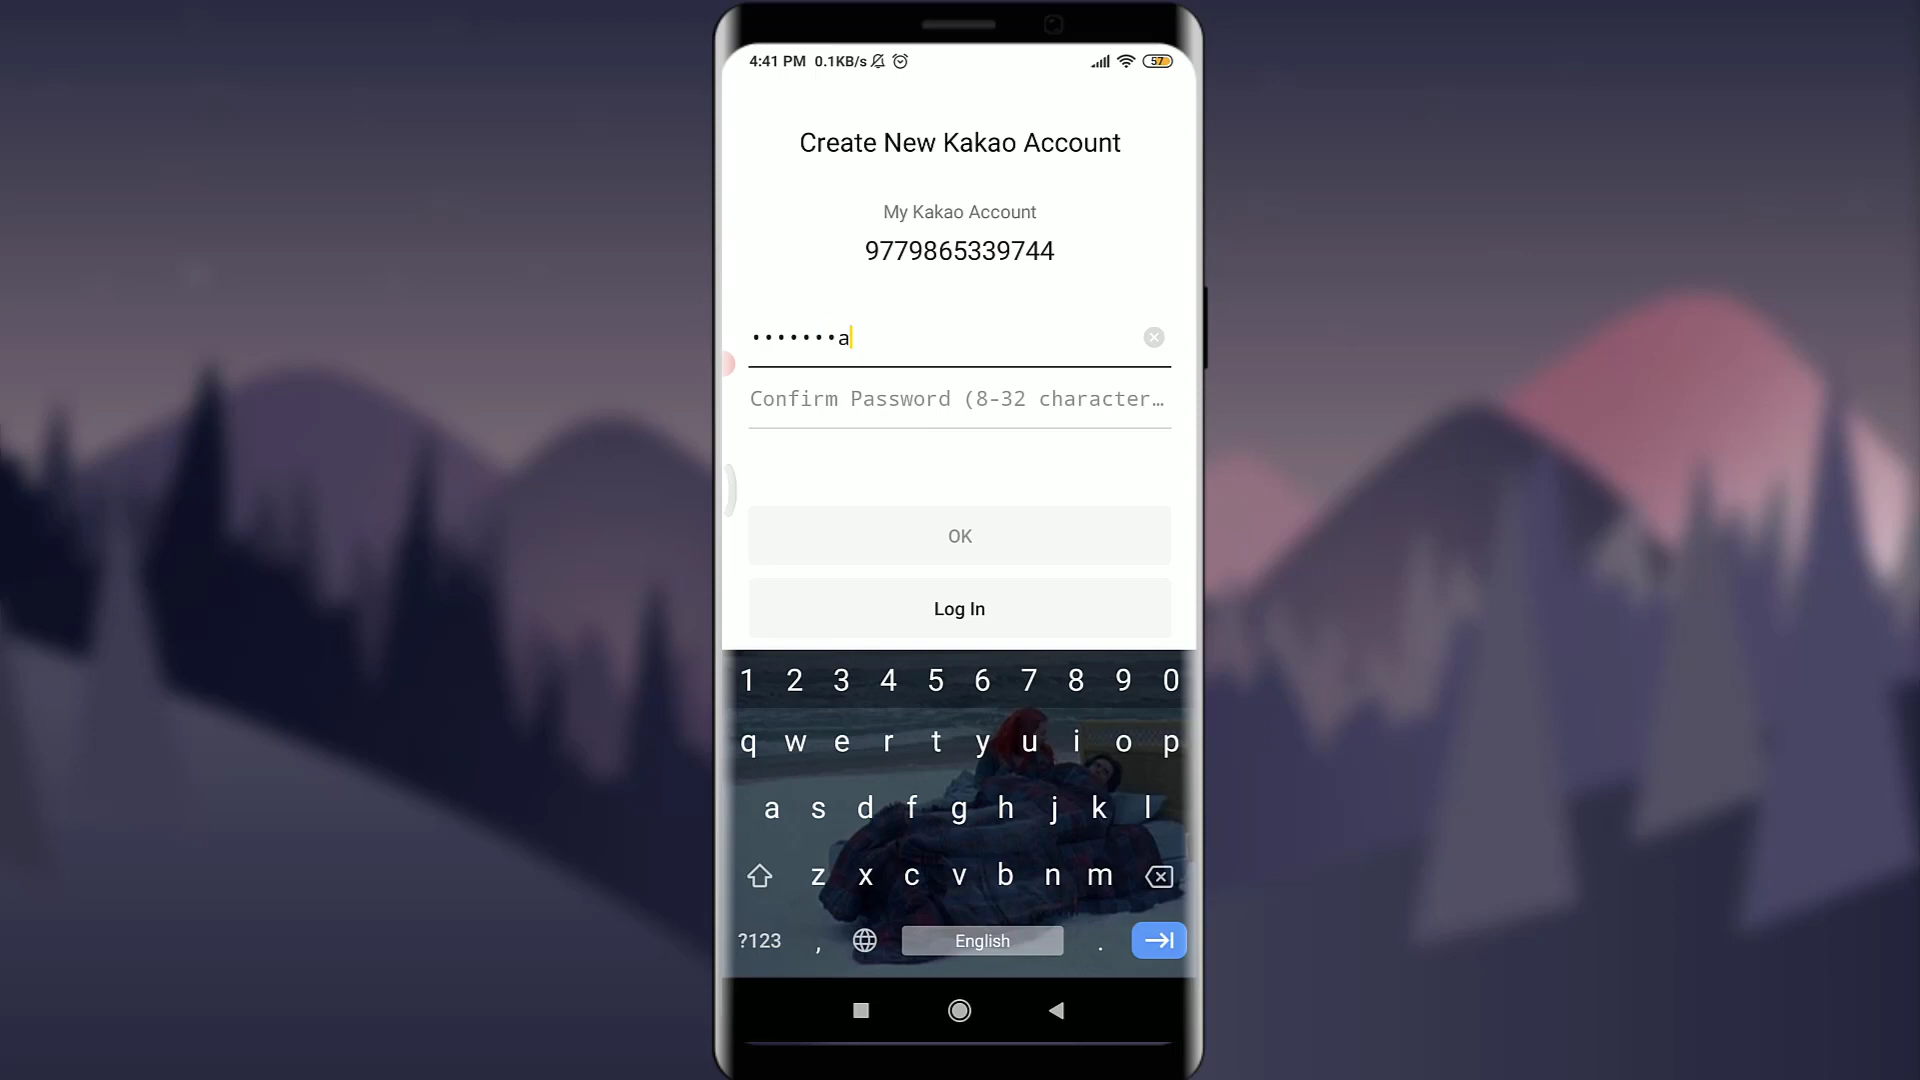 4:41 PM 0.1KB/s 57
Create New Kakao Account
My Kakao Account
9779865339744
•••••••a
Confirm Password (8-32 character…
OK
Log In
1 2 3 4 5 6 7 8 9 0
q w e r t y u i o p
a s d f g h j k l
z x c v b n m
?123 , English .